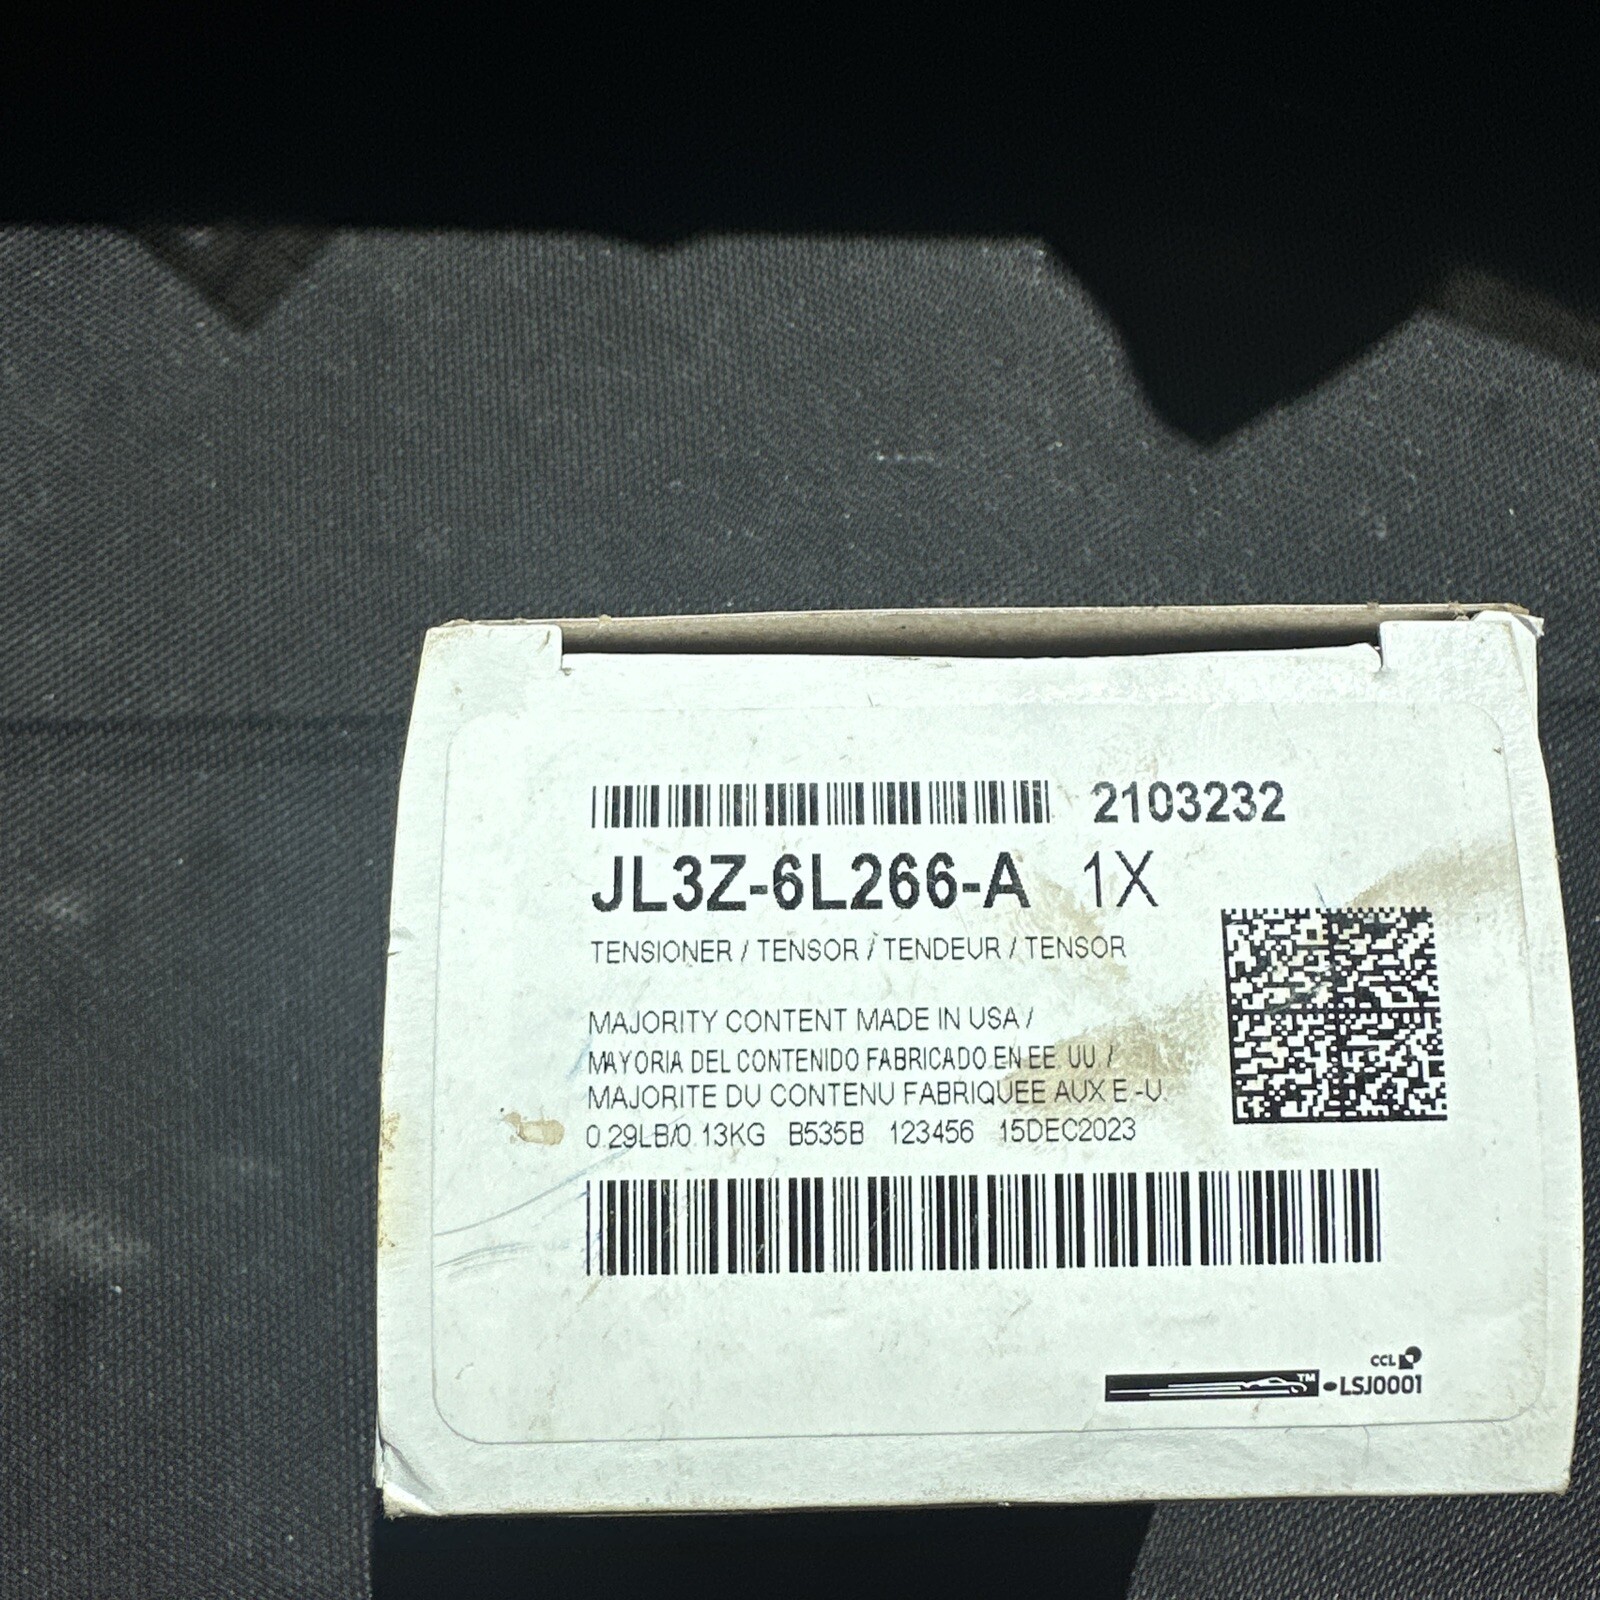 2103232
JL3Z-6L266-A 1X
TENSIONER / TENSOR / TENDEUR / TENSOR
MAJORITY CONTENT MADE IN USA /
MAYORIA DEL CONTENIDO FABRICADO EN EE UU /
MAJORITE DU CONTENU FABRIQUEE AUX E -U.
0.29LB/0.13KG B535B 123456 15DEC2023
CCL
TM
LSJ0001